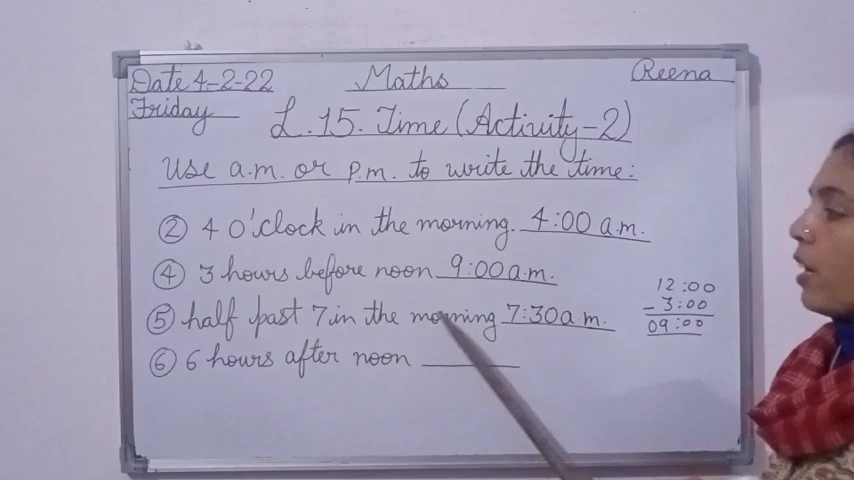 Date 4-2-22 Maths Reena
Friday
L.15. Time (Activity-2)
Use a.m. or p.m. to write the time:
② 4 O'clock in the morning. 4:00 a.m.
④ 3 hours before noon 9:00 a.m.
⑤ half past 7 in the morning 7:30 a.m.
⑥ 6 hours after noon ________
12:00
- 3:00
09:00